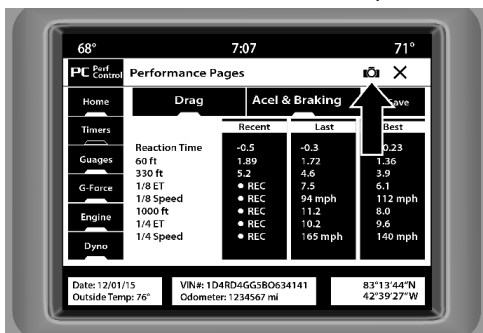 68° 7:07 71°
PC Perf Control Performance Pages
Home Drag Acel & Braking ave
Timers Recent Last Best
Reaction Time -0.5 -0.3 0.23
60 ft 1.89 1.72 1.36
Guages 330 ft 5.2 4.6 3.9
1/8 ET • REC 7.5 6.1
G-Force 1/8 Speed • REC 94 mph 112 mph
1000 ft • REC 11.2 8.0
Engine 1/4 ET • REC 10.2 9.6
1/4 Speed • REC 165 mph 140 mph
Dyno
Date: 12/01/15 VIN#: 1D4RD4GG5BO634141 83°13'44"N
Outside Temp: 76° Odometer: 1234567 mi 42°39'27"W